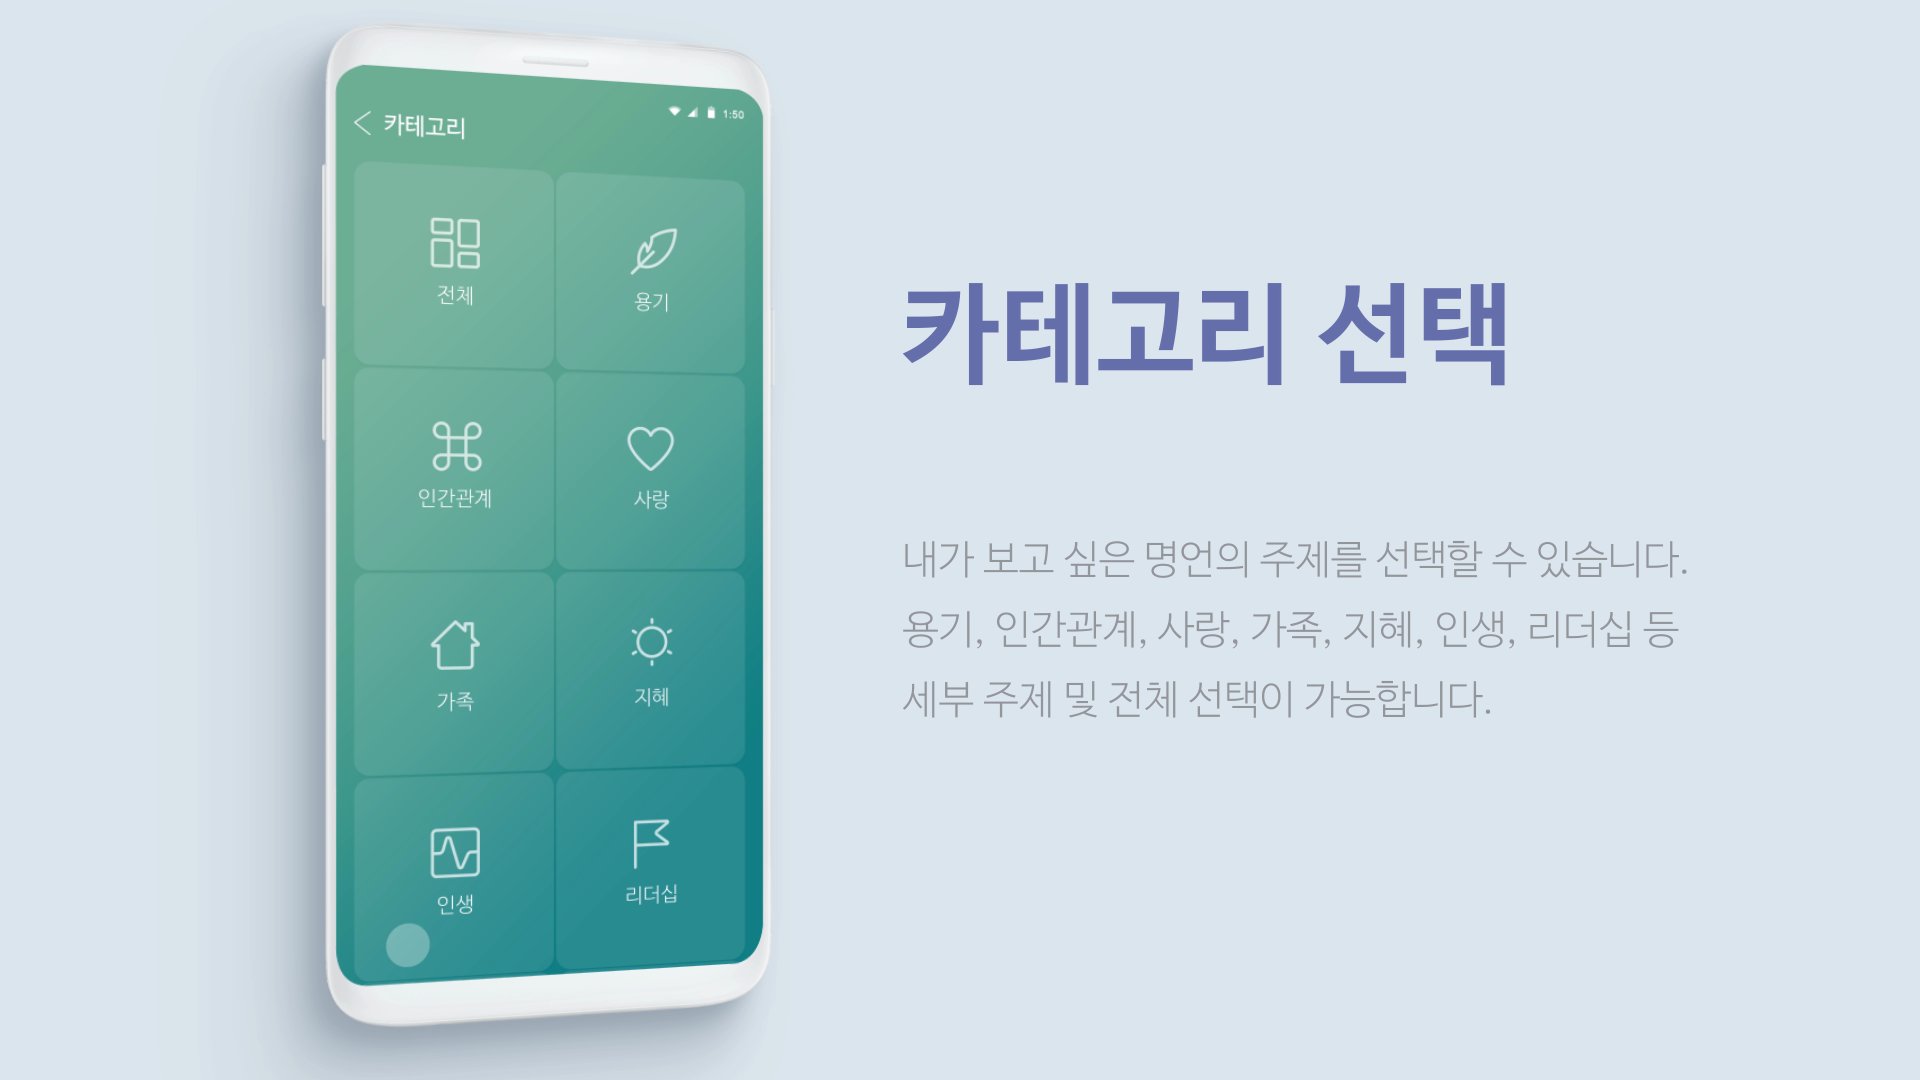 1:50
카테고리
전체
용기
인간관계
사랑
가족
지혜
인생
리더십
카테고리 선택
내가 보고 싶은 명언의 주제를 선택할 수 있습니다.
용기, 인간관계, 사랑, 가족, 지혜, 인생, 리더십 등
세부 주제 및 전체 선택이 가능합니다.